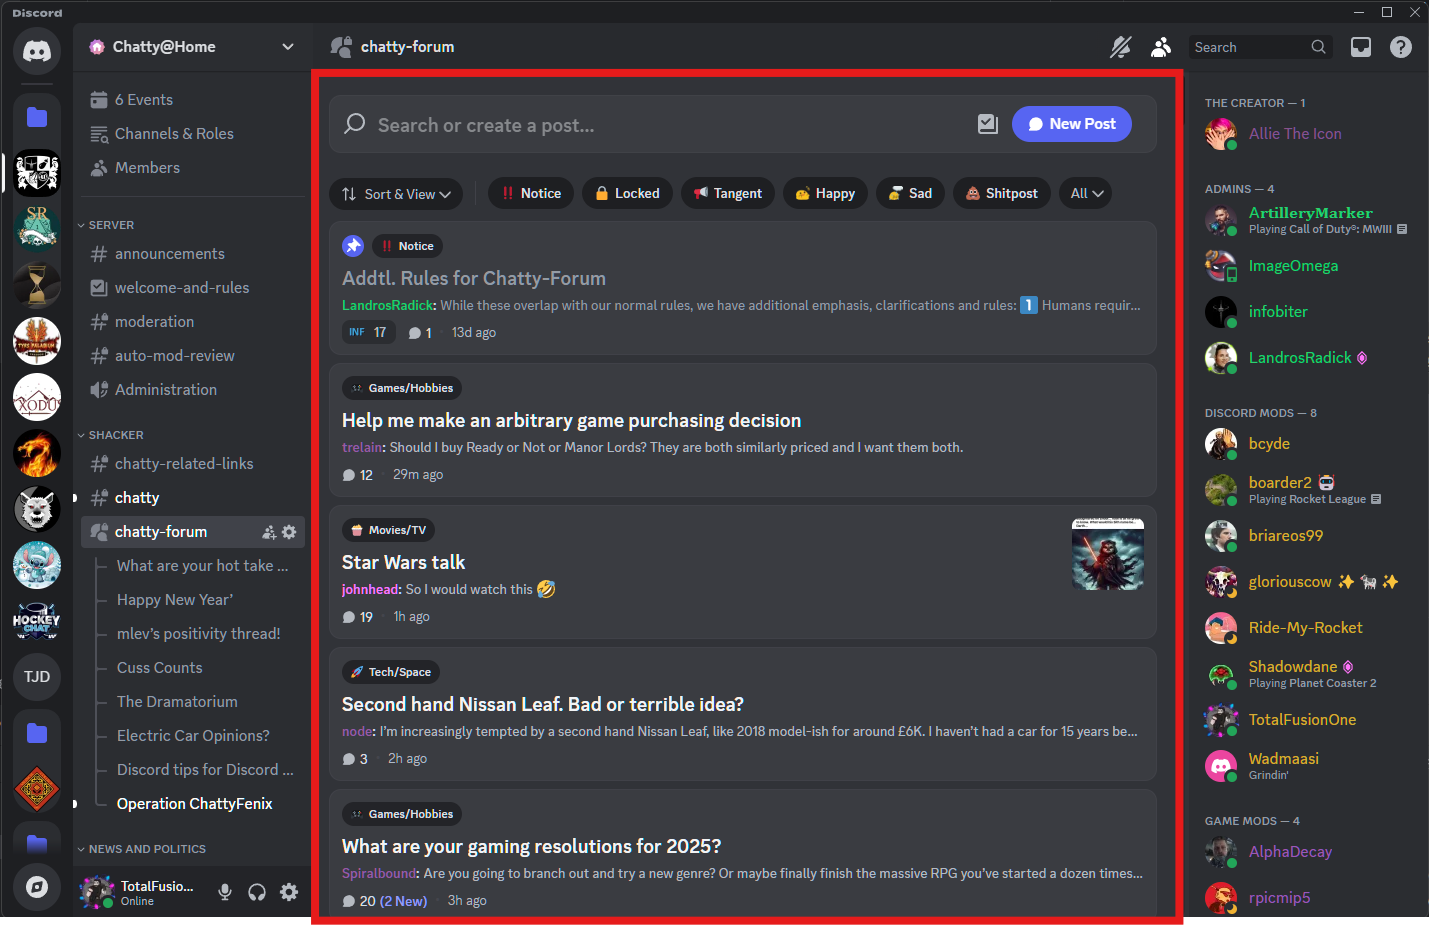 Discord
Chatty@Home
6 Events
Channels & Roles
Members
SERVER
announcements
welcome-and-rules
moderation
auto-mod-review
Administration
SHACKER
chatty-related-links
chatty
chatty-forum
What are your hot take ...
Happy New Year’
mlev’s positivity thread!
Cuss Counts
The Dramatorium
Electric Car Opinions?
Discord tips for Discord ...
Operation ChattyFenix
NEWS AND POLITICS
TotalFusio...
Online
SR
HOCKEY
CHAT
TJD
chatty-forum
Search
Search or create a post...
New Post
Sort & View
!! Notice
Locked
Tangent
Happy
Sad
Shitpost
All
!! Notice
Addtl. Rules for Chatty-Forum
LandrosRadick: While these overlap with our normal rules, we have additional emphasis, clarifications and rules: 1 Humans requir...
INF 17 1 · 13d ago
Games/Hobbies
Help me make an arbitrary game purchasing decision
trelain: Should I buy Ready or Not or Manor Lords? They are both similarly priced and I want them both.
12 · 29m ago
Movies/TV
Star Wars talk
johnhead: So I would watch this 🤣
19 · 1h ago
Tech/Space
Second hand Nissan Leaf. Bad or terrible idea?
node: I’m increasingly tempted by a second hand Nissan Leaf, like 2018 model-ish for around £6K. I haven’t had a car for 15 years be...
3 · 2h ago
Games/Hobbies
What are your gaming resolutions for 2025?
Spiralbound: Are you going to branch out and try a new genre? Or maybe finally finish the massive RPG you’ve started a dozen times...
20 (2 New) · 3h ago
THE CREATOR — 1
Allie The Icon
ADMINS — 4
ArtilleryMarker
Playing Call of Duty®: MWIII
ImageOmega
infobiter
LandrosRadick
DISCORD MODS — 8
bcyde
boarder2
Playing Rocket League
briareos99
gloriouscow ✨ 🐄 ✨
Ride-My-Rocket
Shadowdane
Playing Planet Coaster 2
TotalFusionOne
Wadmaasi
Grindin'
GAME MODS — 4
AlphaDecay
rpicmip5